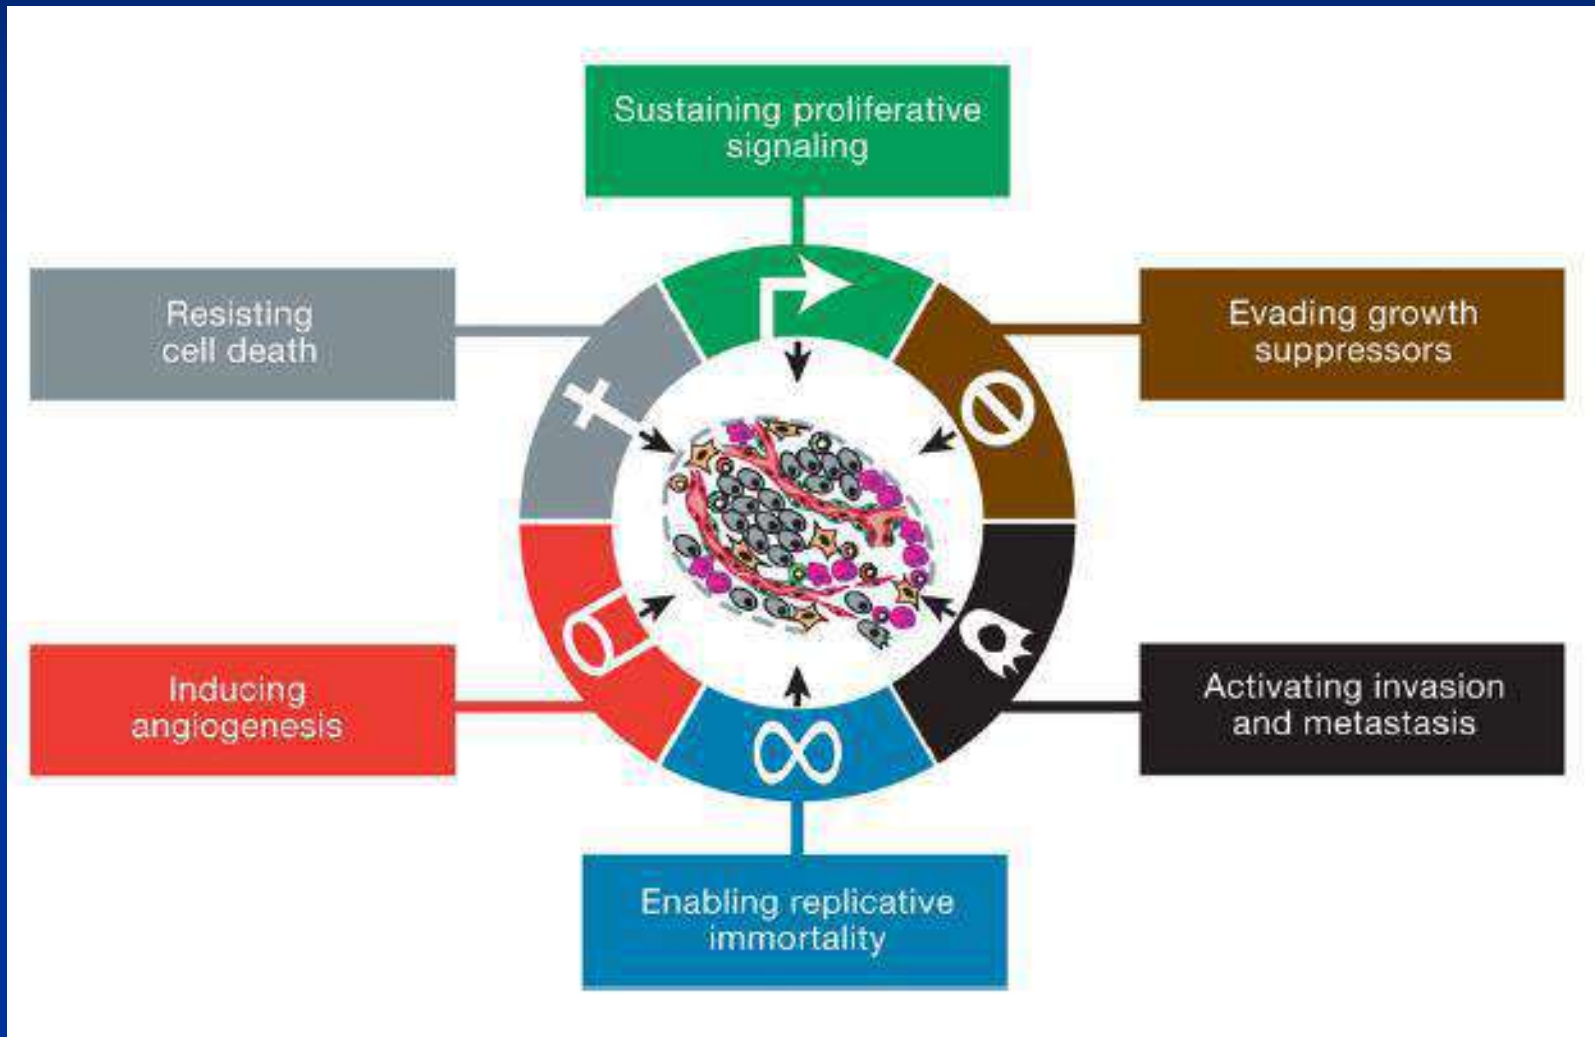 Sustaining proliferative
signaling
Resisting
cell death
Evading growth
suppressors
Inducing
angiogenesis
Activating invasion
and metastasis
Enabling replicative
immortality